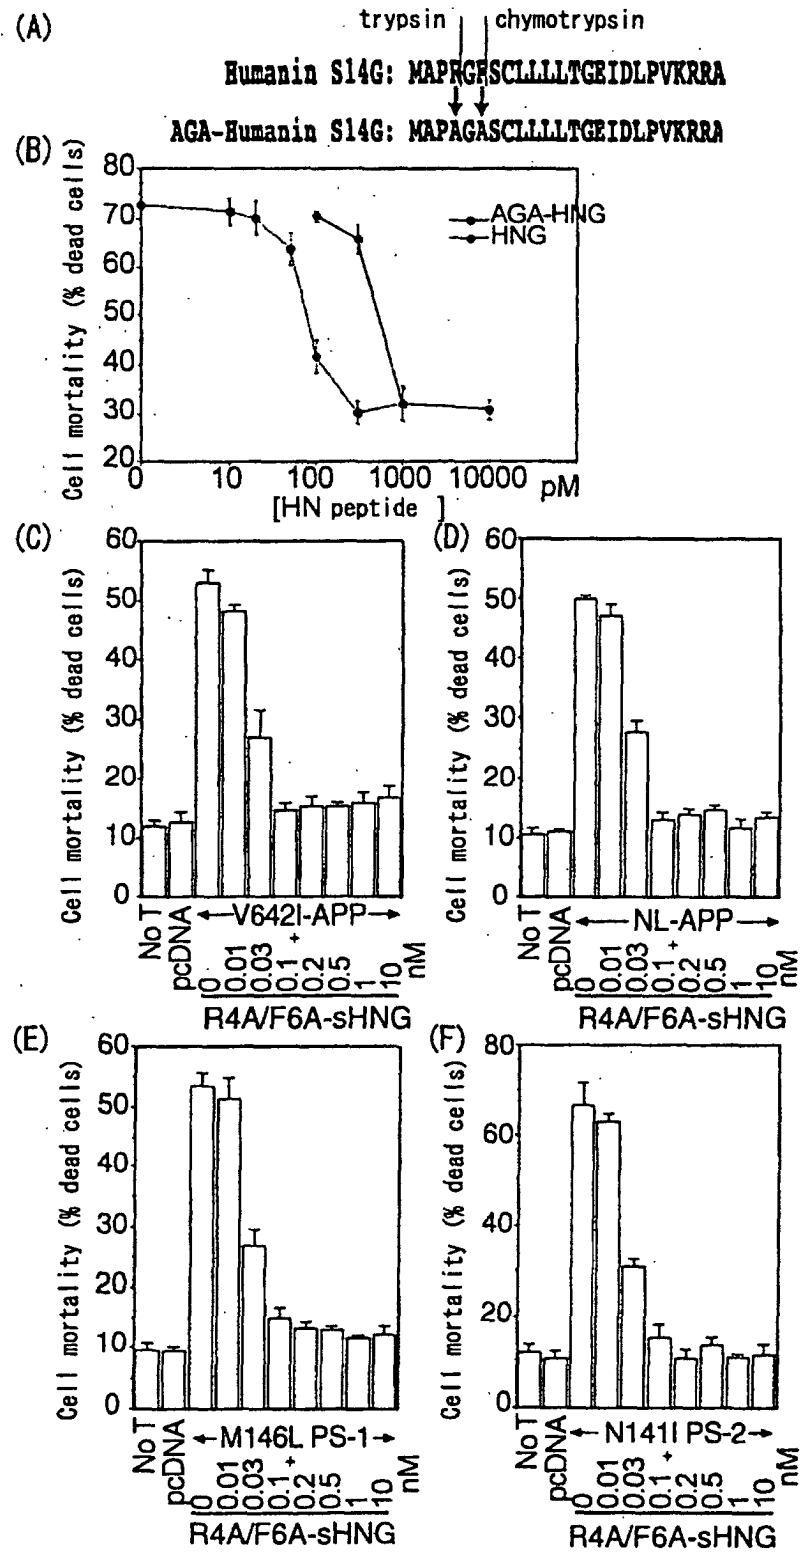 (A)
trypsin chymotrypsin
Humanin S14G: MAPRGFSCLLLLTGEIDLPVKRRA
AGA-Humanin S14G: MAPAGASCLLLLTGEIDLPVKRRA
(B)
Cell mortality (% dead cells)
80
70
60
50
40
30
20
AGA-HNG
HNG
0 10 100 1000 10000 pM
[HN peptide ]
(C)
Cell mortality (% dead cells)
60
50
40
30
20
10
0
No T pcDNA V642I-APP
+
0 0.01 0.03 0.1 0.2 0.5 1 10 nM
R4A/F6A-sHNG
(D)
Cell mortality (% dead cells)
60
50
40
30
20
10
0
No T pcDNA NL-APP
+
0 0.01 0.03 0.1 0.2 0.5 1 10 nM
R4A/F6A-sHNG
(E)
Cell mortality (% dead cells)
60
50
40
30
20
10
0
No T pcDNA M146L PS-1
+
0 0.01 0.03 0.1 0.2 0.5 1 10 nM
R4A/F6A-sHNG
(F)
Cell mortality (% dead cells)
80
60
40
20
0
No T pcDNA N141I PS-2
+
0 0.01 0.03 0.1 0.2 0.5 1 10 nM
R4A/F6A-sHNG